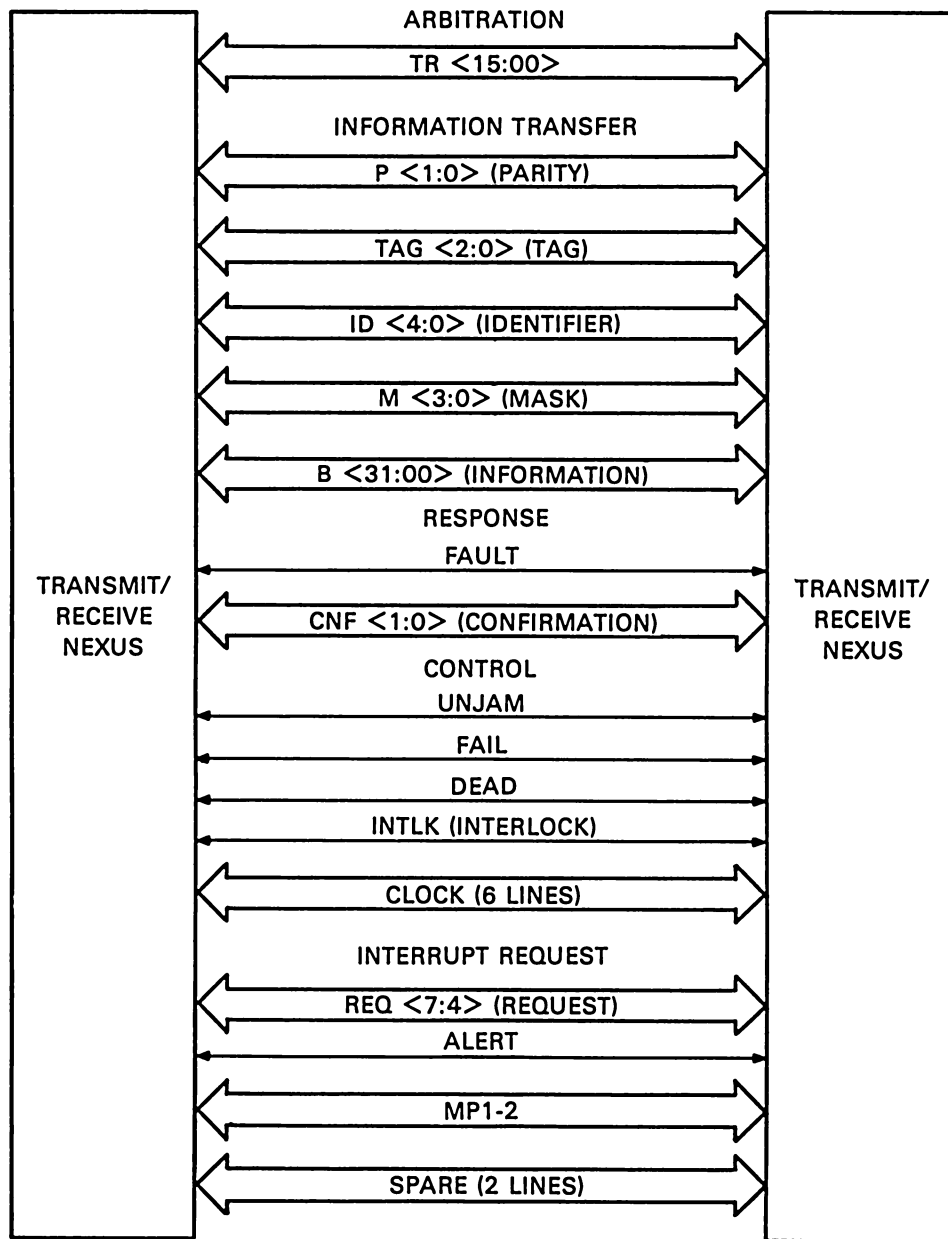 ARBITRATION
TR <15:00>
INFORMATION TRANSFER
P <1:0> (PARITY)
TAG <2:0> (TAG)
ID <4:0> (IDENTIFIER)
M <3:0> (MASK)
B <31:00> (INFORMATION)
RESPONSE
FAULT
TRANSMIT/
RECEIVE
NEXUS
CNF <1:0> (CONFIRMATION)
TRANSMIT/
RECEIVE
NEXUS
CONTROL
UNJAM
FAIL
DEAD
INTLK (INTERLOCK)
CLOCK (6 LINES)
INTERRUPT REQUEST
REQ <7:4> (REQUEST)
ALERT
MP1-2
SPARE (2 LINES)